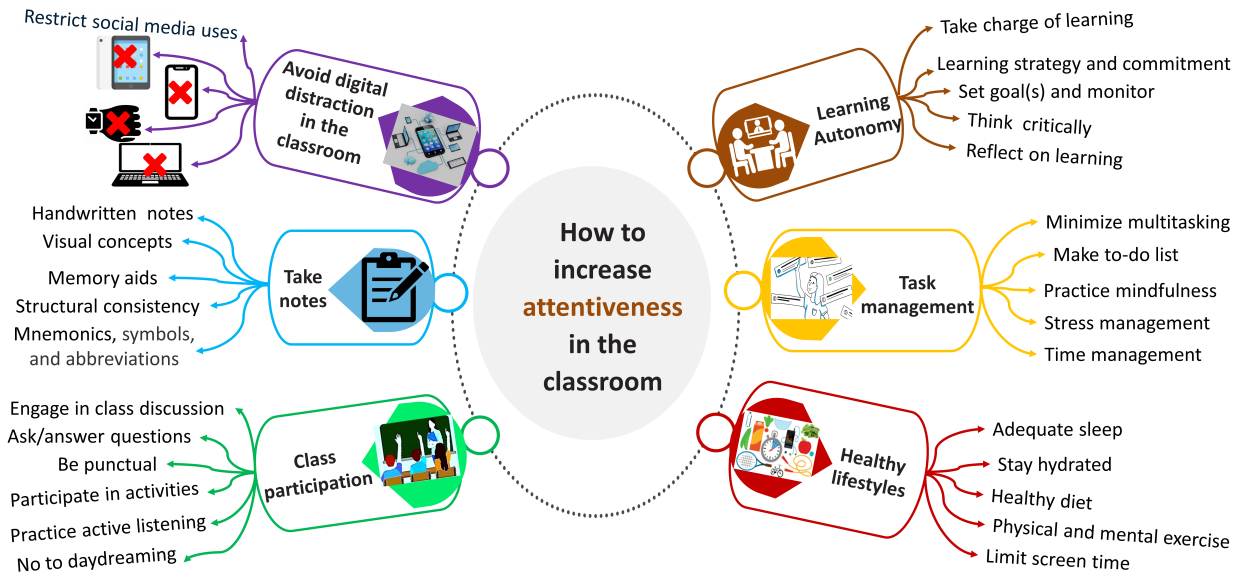 Restrict social media uses
Avoid digital
distraction
in the
classroom
Handwritten notes
Visual concepts
Memory aids
Structural consistency
Mnemonics, symbols,
and abbreviations
Take
notes
Engage in class discussion
Ask/answer questions
Be punctual
Participate in activities
Practice active listening
No to daydreaming
Class
participation
How to
increase
attentiveness
in the
classroom
Learning
Autonomy
Take charge of learning
Learning strategy and commitment
Set goal(s) and monitor
Think critically
Reflect on learning
Task
management
Minimize multitasking
Make to-do list
Practice mindfulness
Stress management
Time management
Healthy
lifestyles
Adequate sleep
Stay hydrated
Healthy diet
Physical and mental exercise
Limit screen time